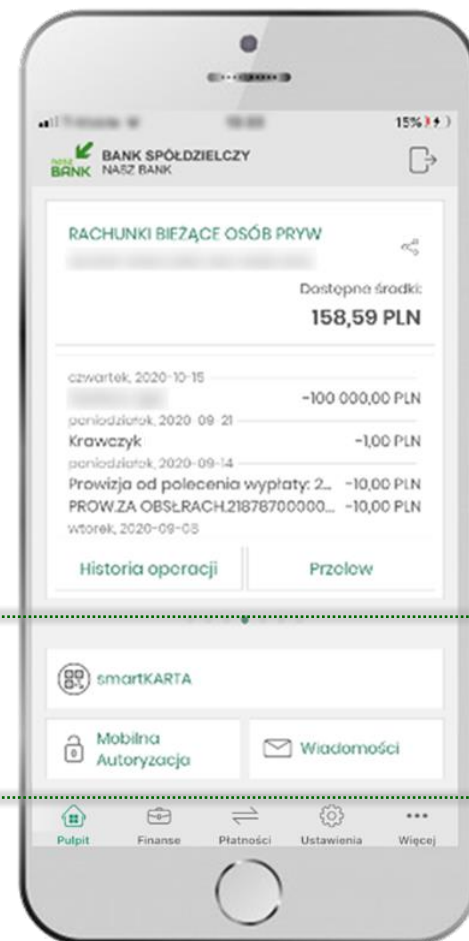 15%
NASZ BANK BANK SPÓŁDZIELCZY
NASZ BANK
RACHUNKI BIEŻĄCE OSÓB PRYW
Dostępne środki:
158,59 PLN
czwartek, 2020-10-15
-100 000,00 PLN
poniedziałek, 2020-09-21
Krawczyk -1,00 PLN
poniedziałek, 2020-09-14
Prowizja od polecenia wypłaty: 2... -10,00 PLN
PROW.ZA OBSŁ.RACH.21878700000... -10,00 PLN
wtorek, 2020-09-08
Historia operacji Przelew
smartKARTA
Mobilna
Autoryzacja
Wiadomości
Pulpit Finanse Płatności Ustawienia Więcej